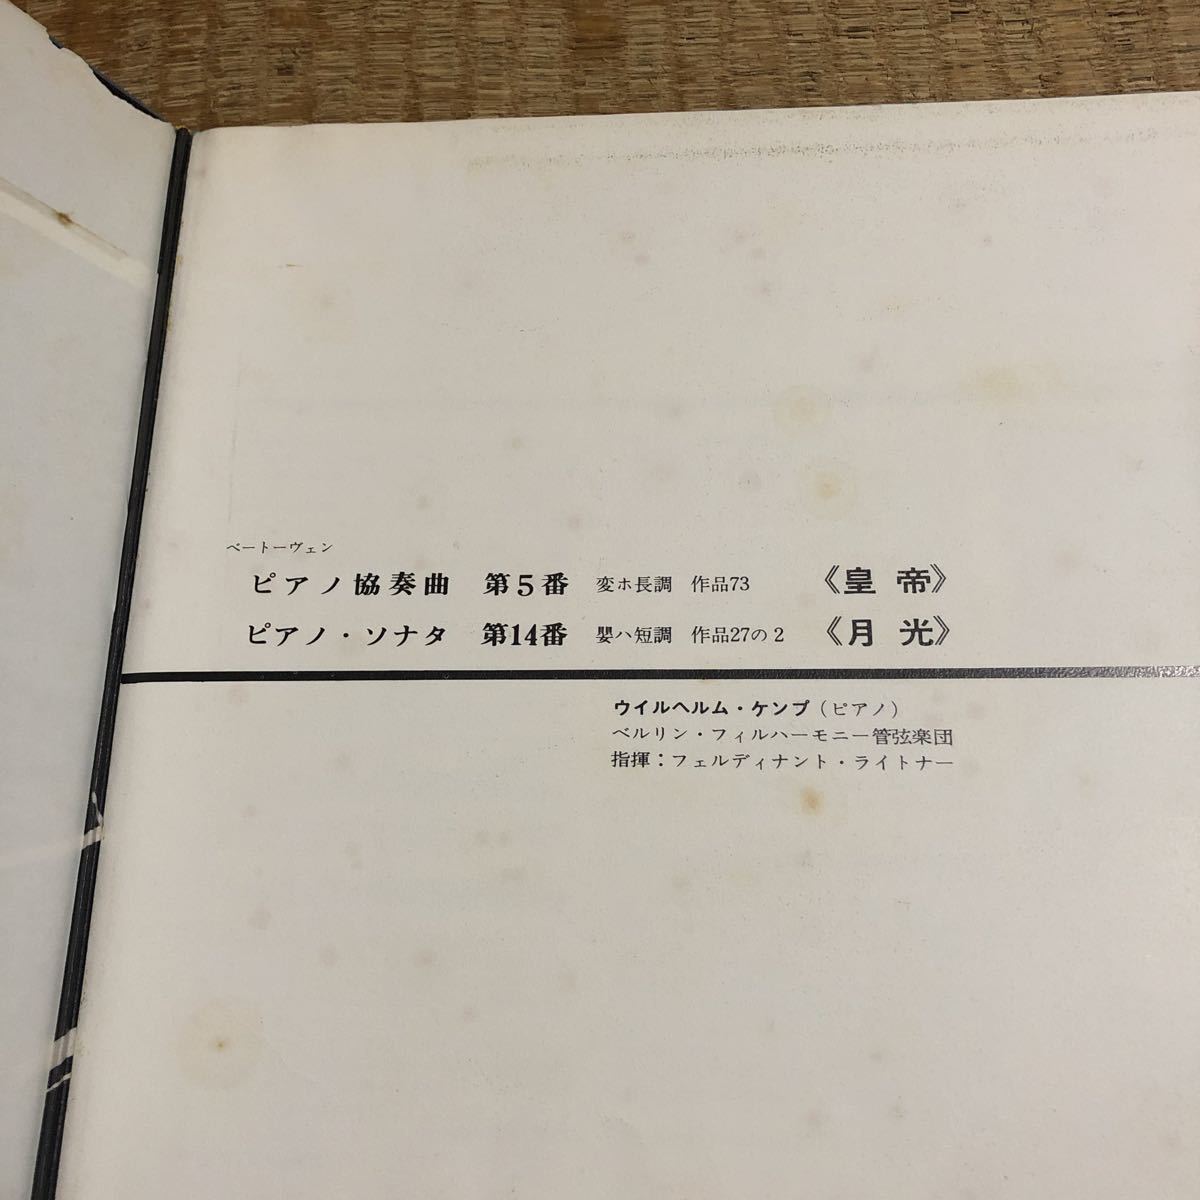 ベートーヴェン
ピアノ協奏曲 第5番 変ホ長調 作品73 《皇帝》
ピアノ・ソナタ 第14番 嬰ハ短調 作品27の2 《月光》
ウイルヘルム・ケンプ(ピアノ)
ベルリン・フィルハーモニー管弦楽団
指揮:フェルディナント・ライトナー